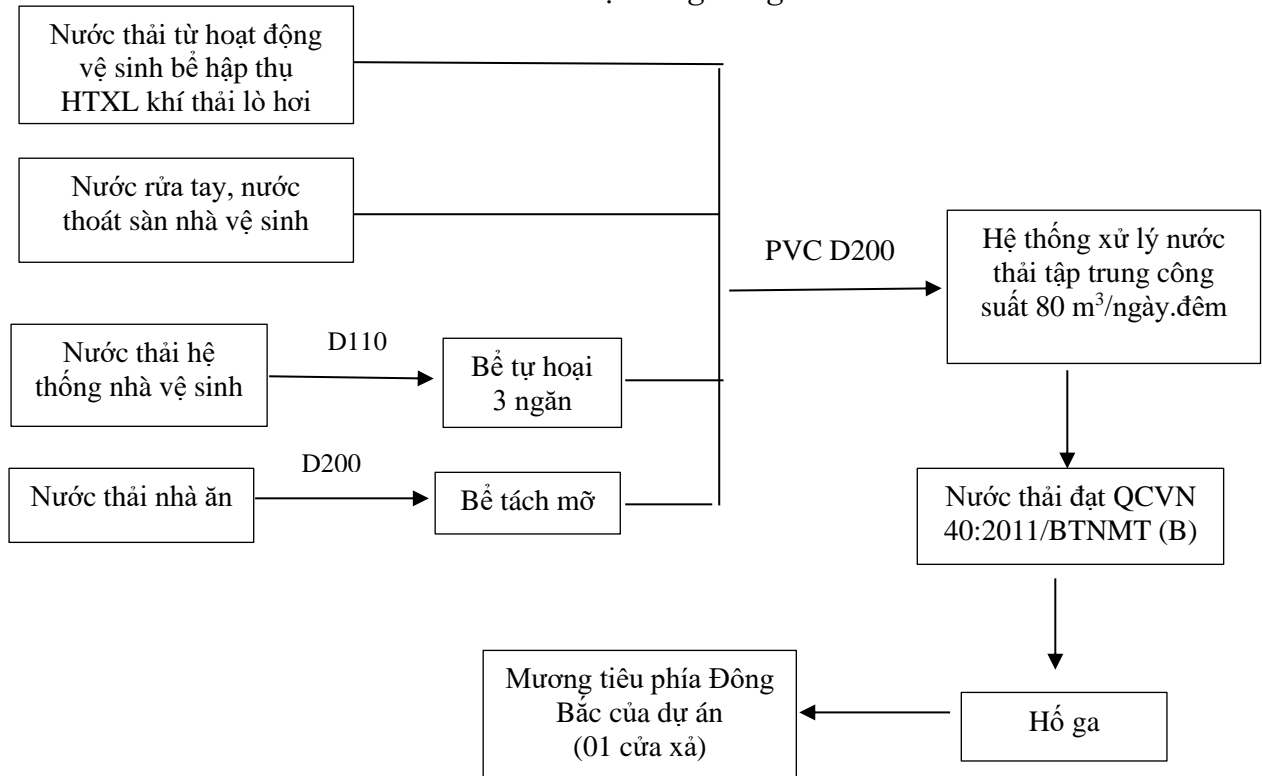 Nước thải từ hoạt động
vệ sinh bể hập thụ
HTXL khí thải lò hơi
Nước rửa tay, nước
thoát sàn nhà vệ sinh
PVC D200
Hệ thống xử lý nước
thải tập trung công
suất 80 m³/ngày.đêm
Nước thải hệ
thống nhà vệ sinh
D110
Bể tự hoại
3 ngăn
Nước thải nhà ăn
D200
Bể tách mỡ
Nước thải đạt QCVN
40:2011/BTNMT (B)
Mương tiêu phía Đông
Bắc của dự án
(01 cửa xả)
Hố ga